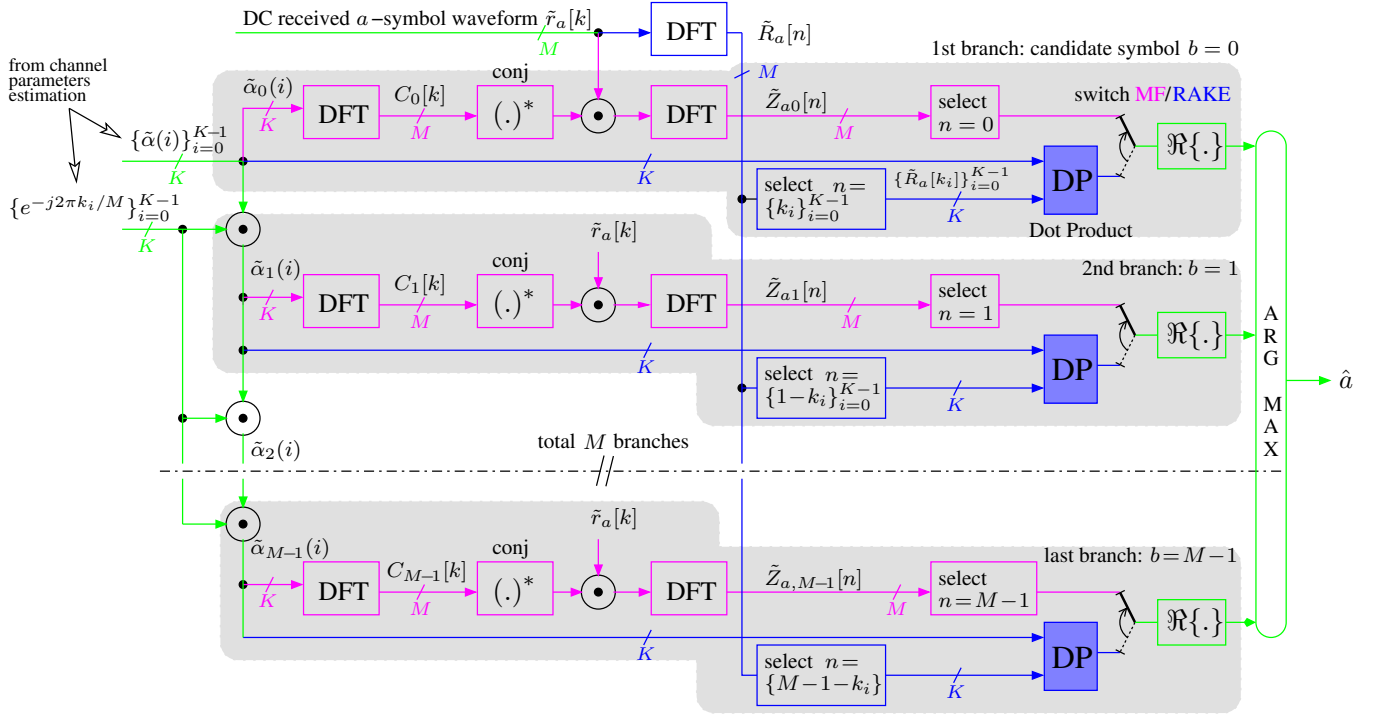 DC received a-symbol waveform r̃_a[k]
M
DFT
R̃_a[n]
M
1st branch: candidate symbol b = 0
from channel
parameters
estimation
α̃_0(i)
K
DFT
C_0[k]
M
conj
(.)*
DFT
Z̃_{a0}[n]
M
select
n = 0
switch MF/RAKE
ℜ{.}
{α̃(i)}_{i=0}^{K-1}
K
K
DP
{e^{-j2πk_i/M}}_{i=0}^{K-1}
K
select n=
{k_i}_{i=0}^{K-1}
{R̃_a[k_i]}_{i=0}^{K-1}
K
Dot Product
r̃_a[k]
2nd branch: b = 1
α̃_1(i)
K
DFT
C_1[k]
M
conj
(.)*
DFT
Z̃_{a1}[n]
M
select
n = 1
ℜ{.}
K
DP
select n=
{1-k_i}_{i=0}^{K-1}
K
ARG MAX
â
α̃_2(i)
total M branches
r̃_a[k]
last branch: b=M-1
α̃_{M-1}(i)
K
DFT
C_{M-1}[k]
M
conj
(.)*
DFT
Z̃_{a,M-1}[n]
M
select
n=M-1
ℜ{.}
K
DP
select n=
{M-1-k_i}
K